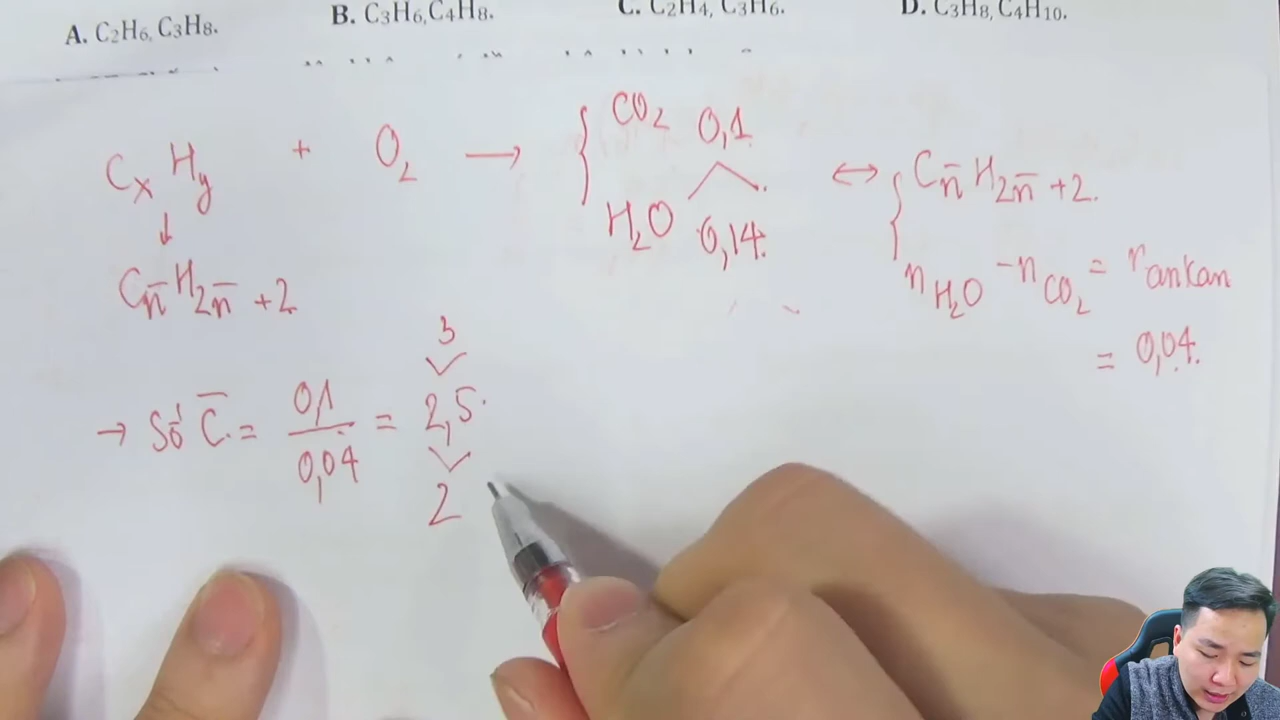 A. C2H6, C3H8. B. C3H6, C4H8. C. C2H4, C3H6. D. C3H8, C4H10.
CxHy + O2 → { CO2 0,1 ↔ { Cn̄H2n̄+2.
↓ H2O 0,14. nH2O - nCO2 = nankan
Cn̄H2n̄+2 = 0,04.
3
→ Số C̄ = 0,1/0,04 = 2,5.
2